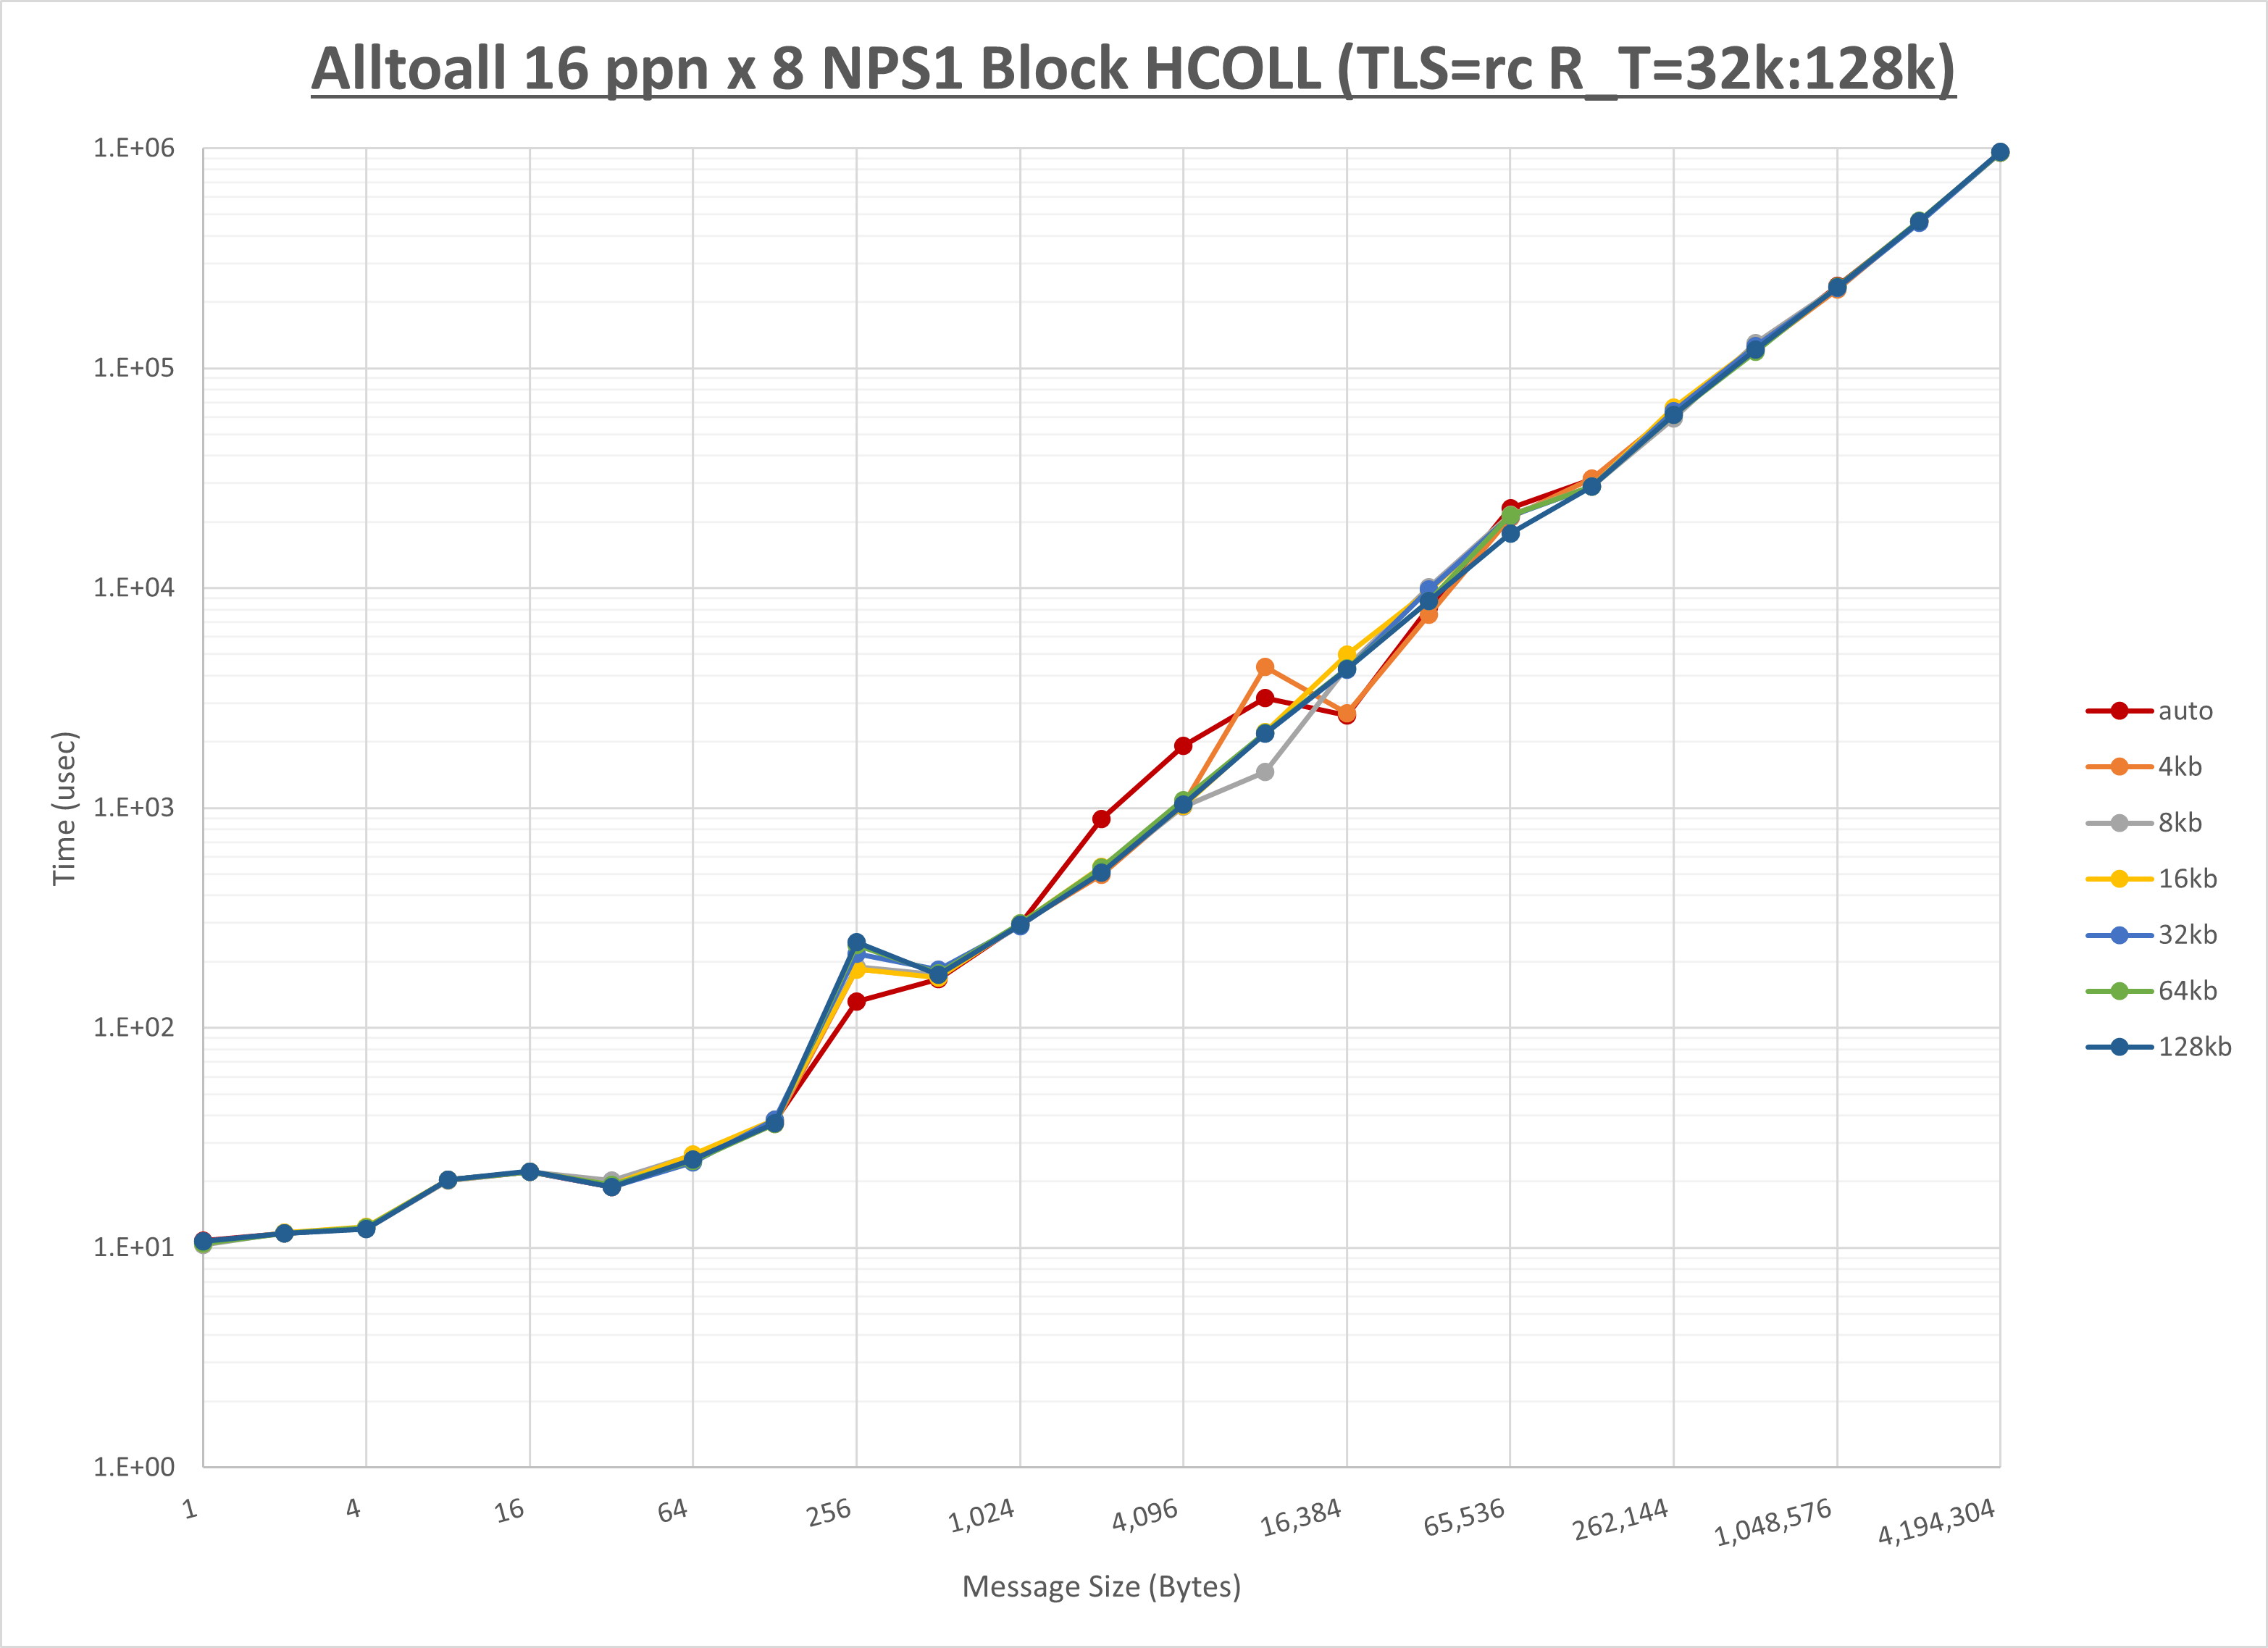 Alltoall 16 ppn x 8 NPS1 Block HCOLL (TLS=rc R_T=32k:128k)
1.E+06
1.E+05
1.E+04
1.E+03
1.E+02
1.E+01
1.E+00
Time (usec)
1
4
16
64
256
1,024
4,096
16,384
65,536
262,144
1,048,576
4,194,304
Message Size (Bytes)
auto
4kb
8kb
16kb
32kb
64kb
128kb